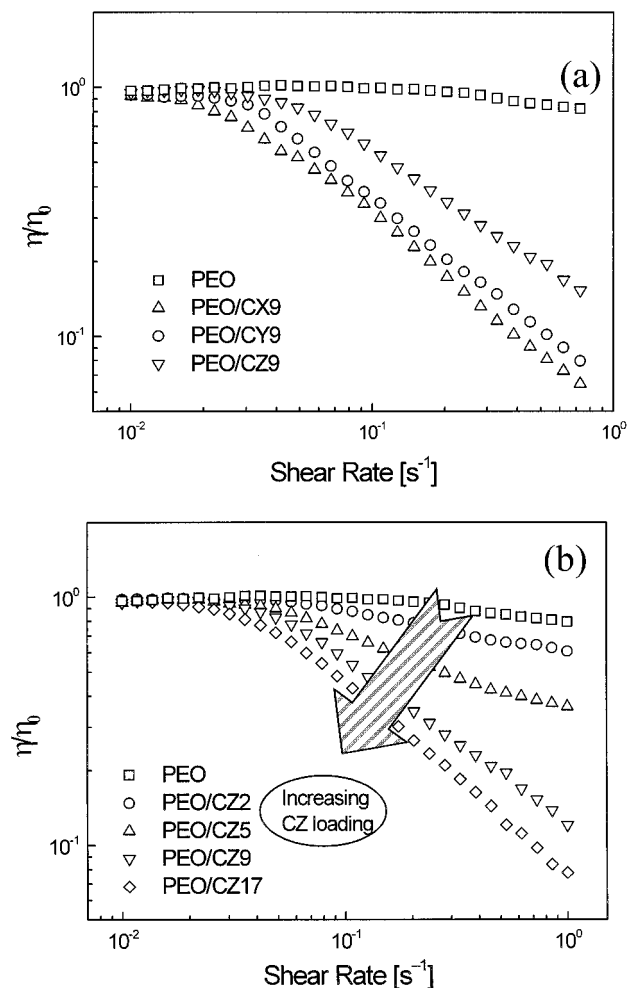 (a)
10⁰
10⁻¹
η/η₀
PEO
PEO/CX9
PEO/CY9
PEO/CZ9
10⁻² 10⁻¹ 10⁰
Shear Rate [s⁻¹]
(b)
10⁰
10⁻¹
η/η₀
PEO
PEO/CZ2
PEO/CZ5
PEO/CZ9
PEO/CZ17
Increasing
CZ loading
10⁻² 10⁻¹ 10⁰
Shear Rate [s⁻¹]